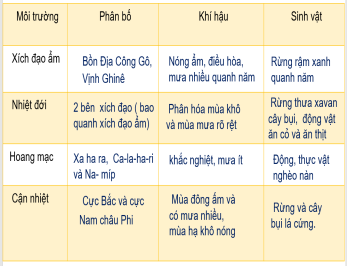 Môi trường Phân bố Khí hậu Sinh vật
Xích đạo ẩm
Bồn Địa Công Gô,
Vịnh Ghinê
Nóng ẩm, điều hòa,
mưa nhiều quanh năm
Rừng rậm xanh
quanh năm
Nhiệt đới
2 bên xích đạo ( bao
quanh xích đạo ẩm)
Phân hóa mùa khô
và mùa mưa rõ rệt
Rừng thưa xavan
cây bụi, động vật
ăn cỏ và ăn thịt
Hoang mạc
Xa ha ra, Ca-la-ha-ri
và Na- míp
khắc nghiệt, mưa ít
Động, thực vật
nghèo nàn
Cận nhiệt
Cực Bắc và cực
Nam châu Phi
Mùa đông ấm và
có mưa nhiều,
mùa hạ khô nóng
Rừng và cây
bụi lá cứng.